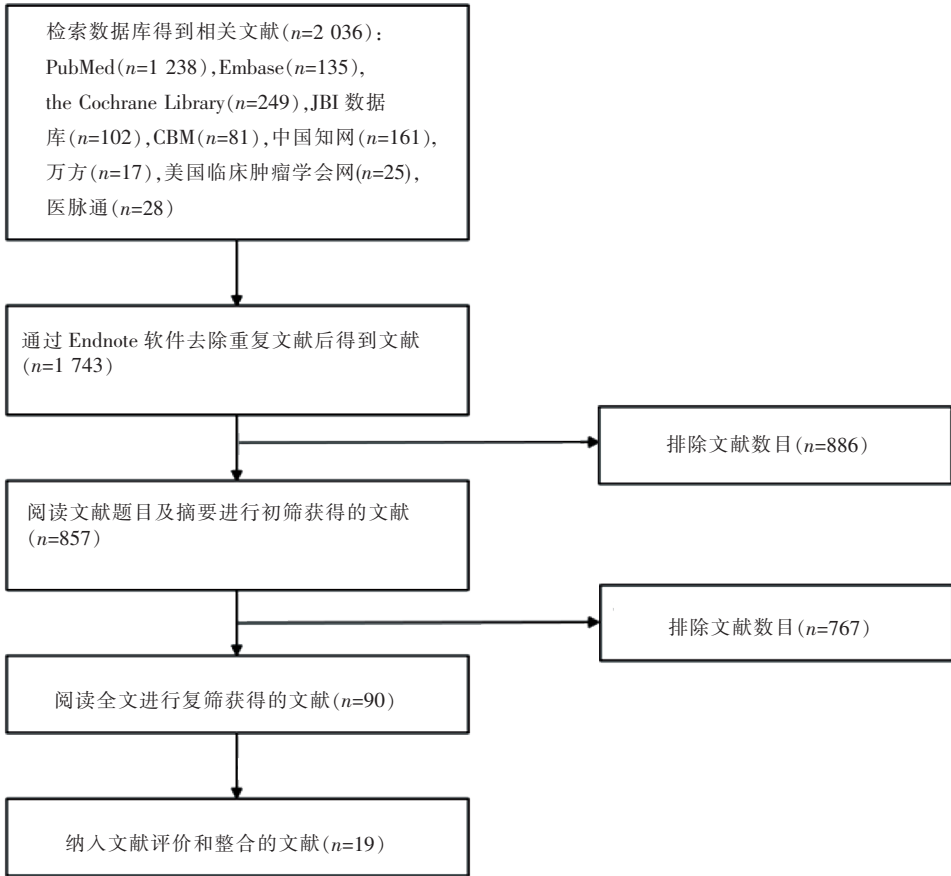 检索数据库得到相关文献(n=2 036)：
PubMed(n=1 238),Embase(n=135),
the Cochrane Library(n=249),JBI 数据
库(n=102),CBM(n=81),中国知网(n=161),
万方(n=17),美国临床肿瘤学会网(n=25),
医脉通(n=28)
通过 Endnote 软件去除重复文献后得到文献
(n=1 743)
排除文献数目(n=886)
阅读文献题目及摘要进行初筛获得的文献
(n=857)
排除文献数目(n=767)
阅读全文进行复筛获得的文献(n=90)
纳入文献评价和整合的文献(n=19)